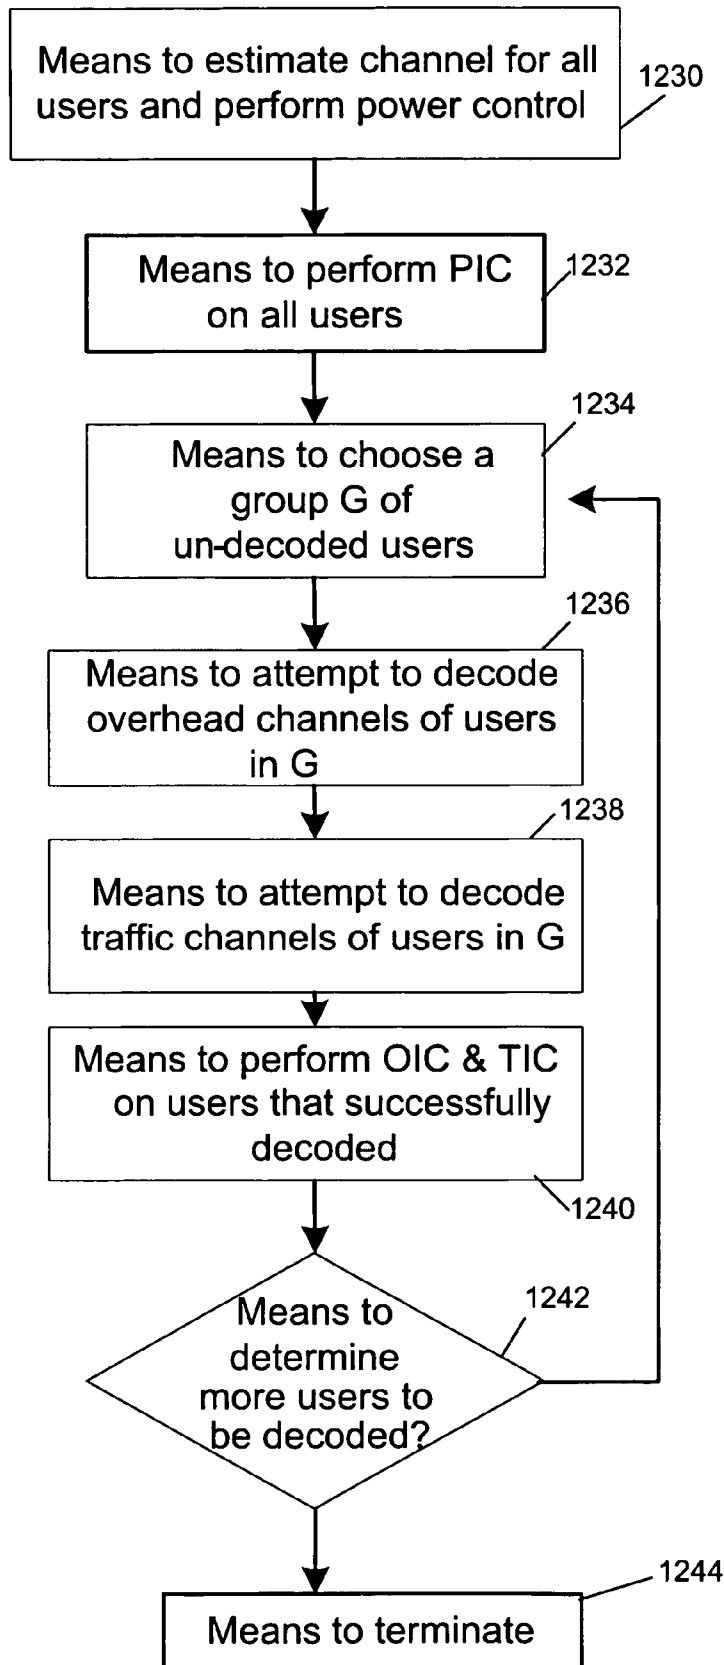 Means to estimate channel for all
users and perform power control
1230
Means to perform PIC
on all users
1232
1234
Means to choose a
group G of
un-decoded users
1236
Means to attempt to decode
overhead channels of users
in G
1238
Means to attempt to decode
traffic channels of users in G
Means to perform OIC & TIC
on users that successfully
decoded
1240
1242
Means to
determine
more users to
be decoded?
1244
Means to terminate